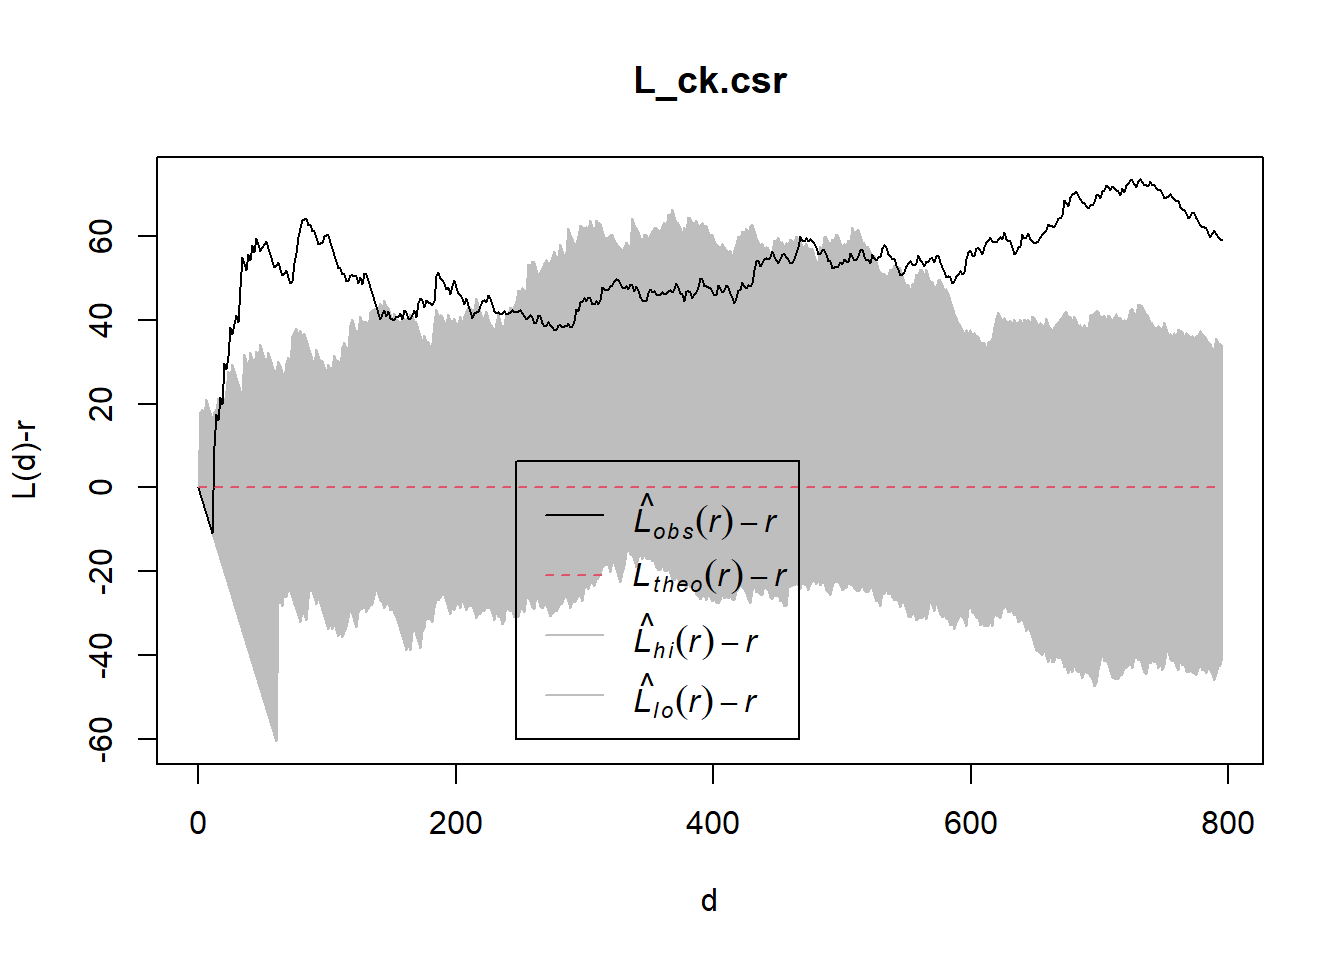 L_ck.csr
L(d)-r
60
40
20
0
-20
-40
-60
L̂obs(r) − r
Ltheo(r) − r
L̂hi(r) − r
L̂lo(r) − r
0 200 400 600 800
d